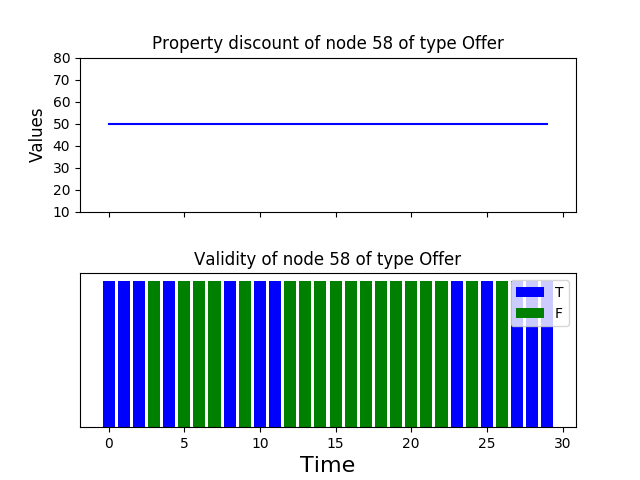 Property discount of node 58 of type Offer
80
70
60
50
40
30
20
10
Values
Validity of node 58 of type Offer
T
F
0 5 10 15 20 25 30
Time